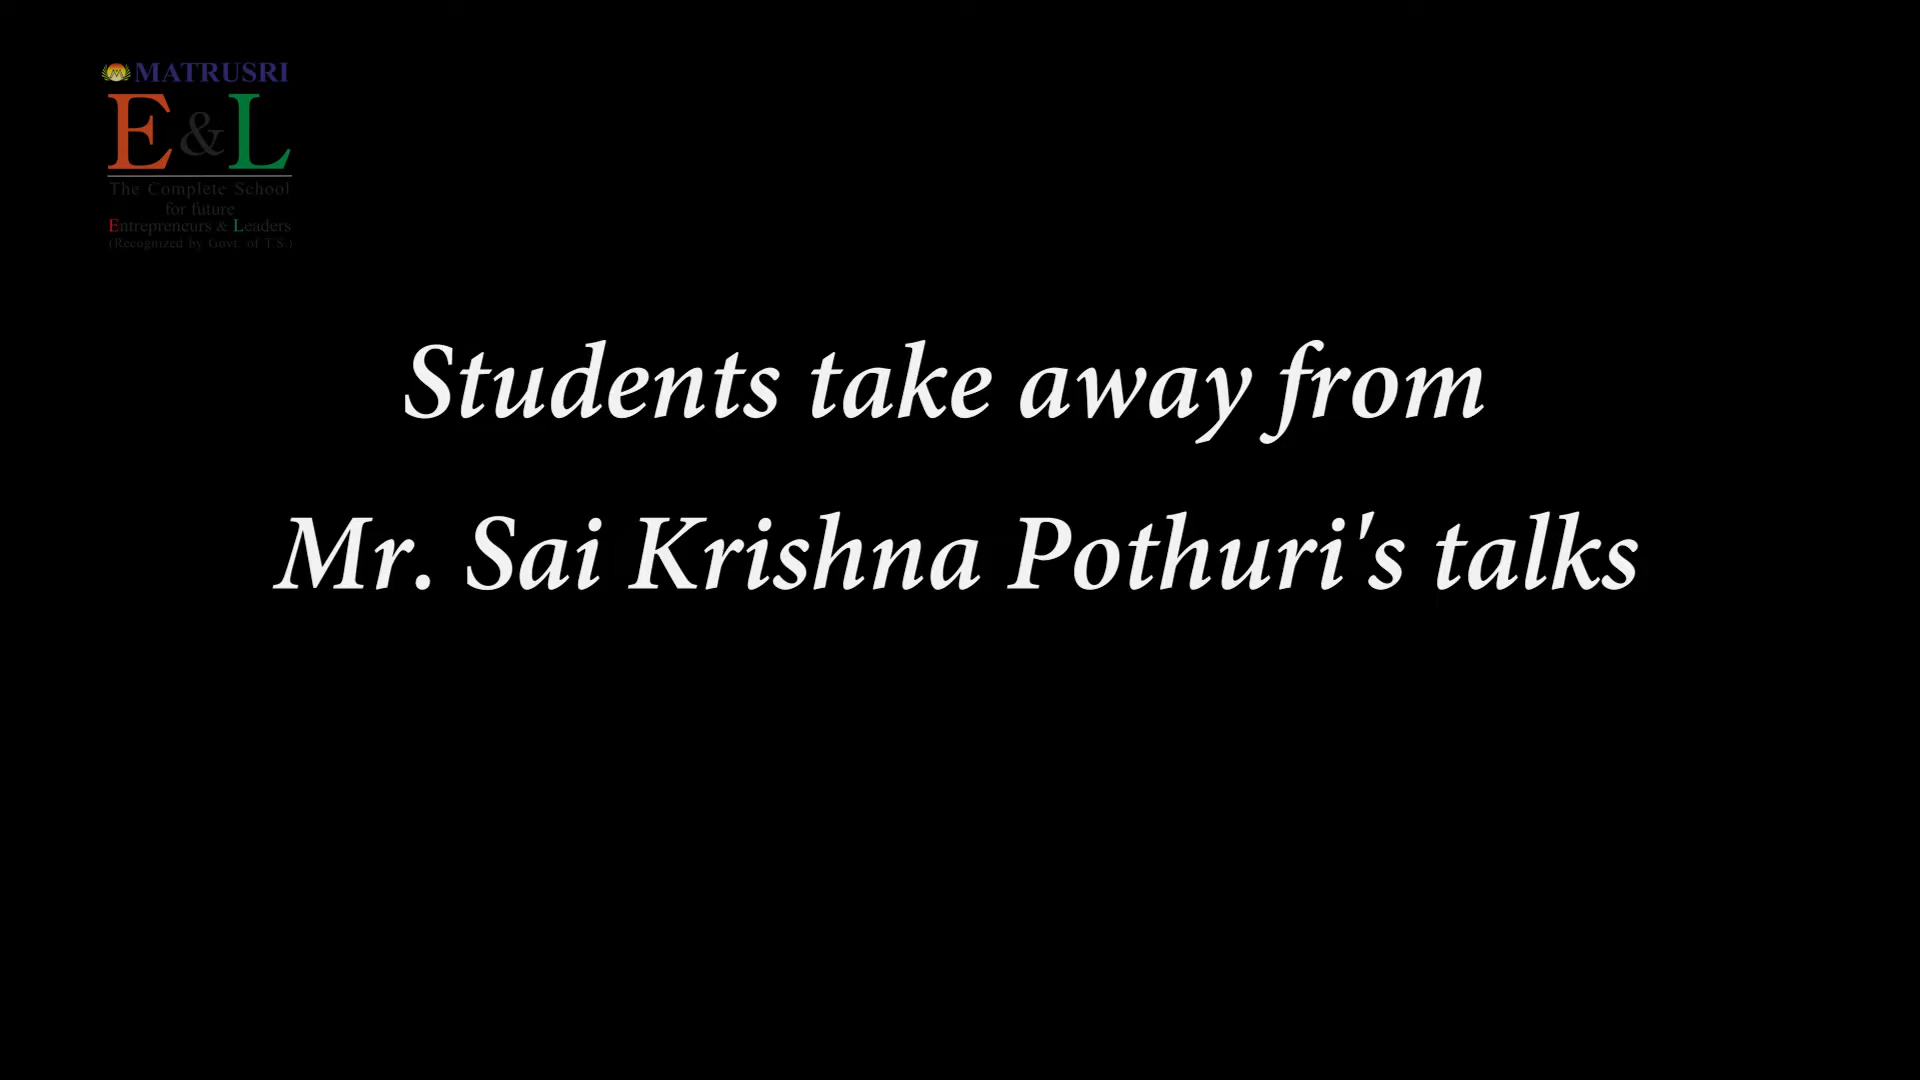 MATRUSRI
E&L
The Complete School
for future
Entrepreneurs & Leaders
(Recognized by Govt. of T.S.)
Students take away from
Mr. Sai Krishna Pothuri's talks